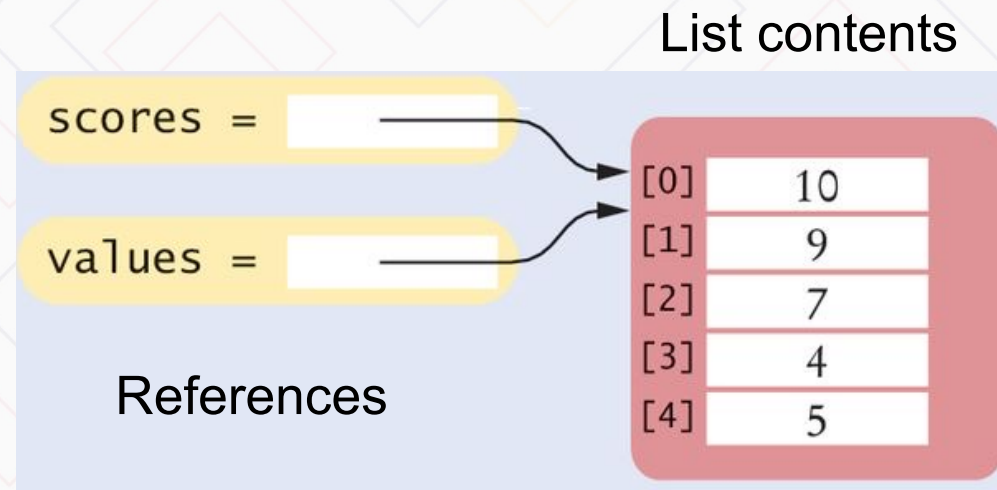 List contents
scores =
values =
References
[0] 10
[1] 9
[2] 7
[3] 4
[4] 5